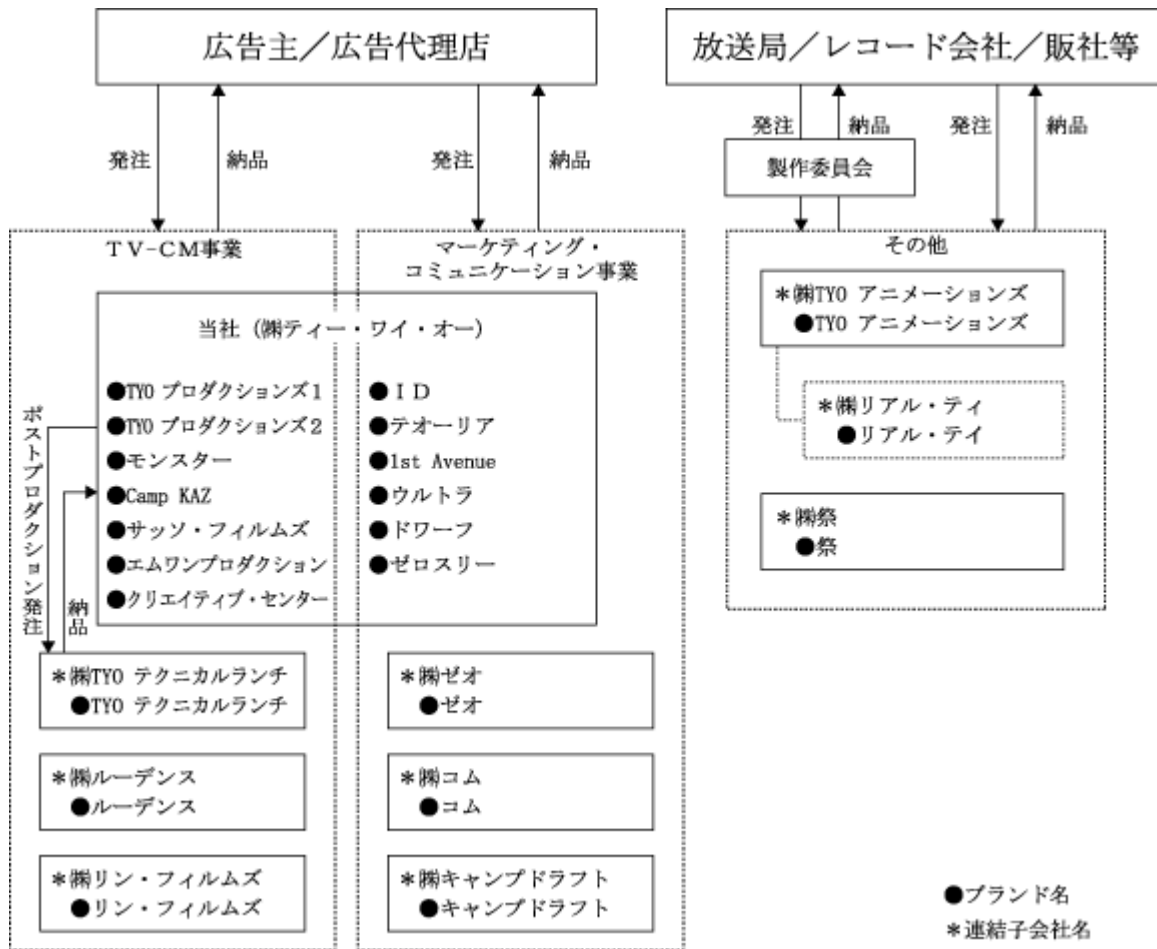 広告主／広告代理店
放送局／レコード会社／販社等
発注
納品
発注
納品
発注
納品
発注
納品
製作委員会
ＴＶ-ＣＭ事業
マーケティング・
コミュニケーション事業
その他
当社（㈱ティー・ワイ・オー）
●TYO プロダクションズ１
●TYO プロダクションズ２
●モンスター
●Camp KAZ
●サッソ・フィルムズ
●エムワンプロダクション
●クリエイティブ・センター
●ＩＤ
●テオーリア
●1st Avenue
●ウルトラ
●ドワーフ
●ゼロスリー
ポストプロダクション発注
納品
＊㈱TYO テクニカルランチ
●TYO テクニカルランチ
＊㈱ルーデンス
●ルーデンス
＊㈱リン・フィルムズ
●リン・フィルムズ
＊㈱ゼオ
●ゼオ
＊㈱コム
●コム
＊㈱キャンプドラフト
●キャンプドラフト
＊㈱TYO アニメーションズ
●TYO アニメーションズ
＊㈱リアル・ティ
●リアル・テイ
＊㈱祭
●祭
●ブランド名
＊連結子会社名